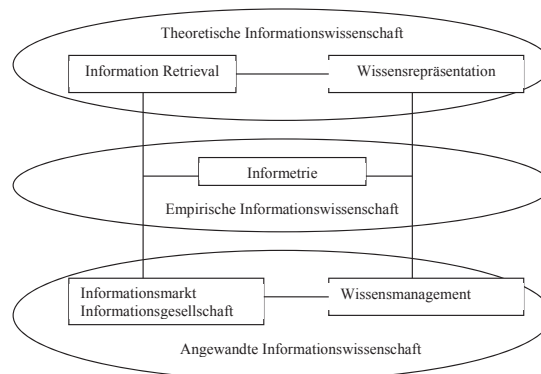 Theoretische Informationswissenschaft
Information Retrieval
Wissensrepräsentation
Informetrie
Empirische Informationswissenschaft
Informationsmarkt
Informationsgesellschaft
Wissensmanagement
Angewandte Informationswissenschaft